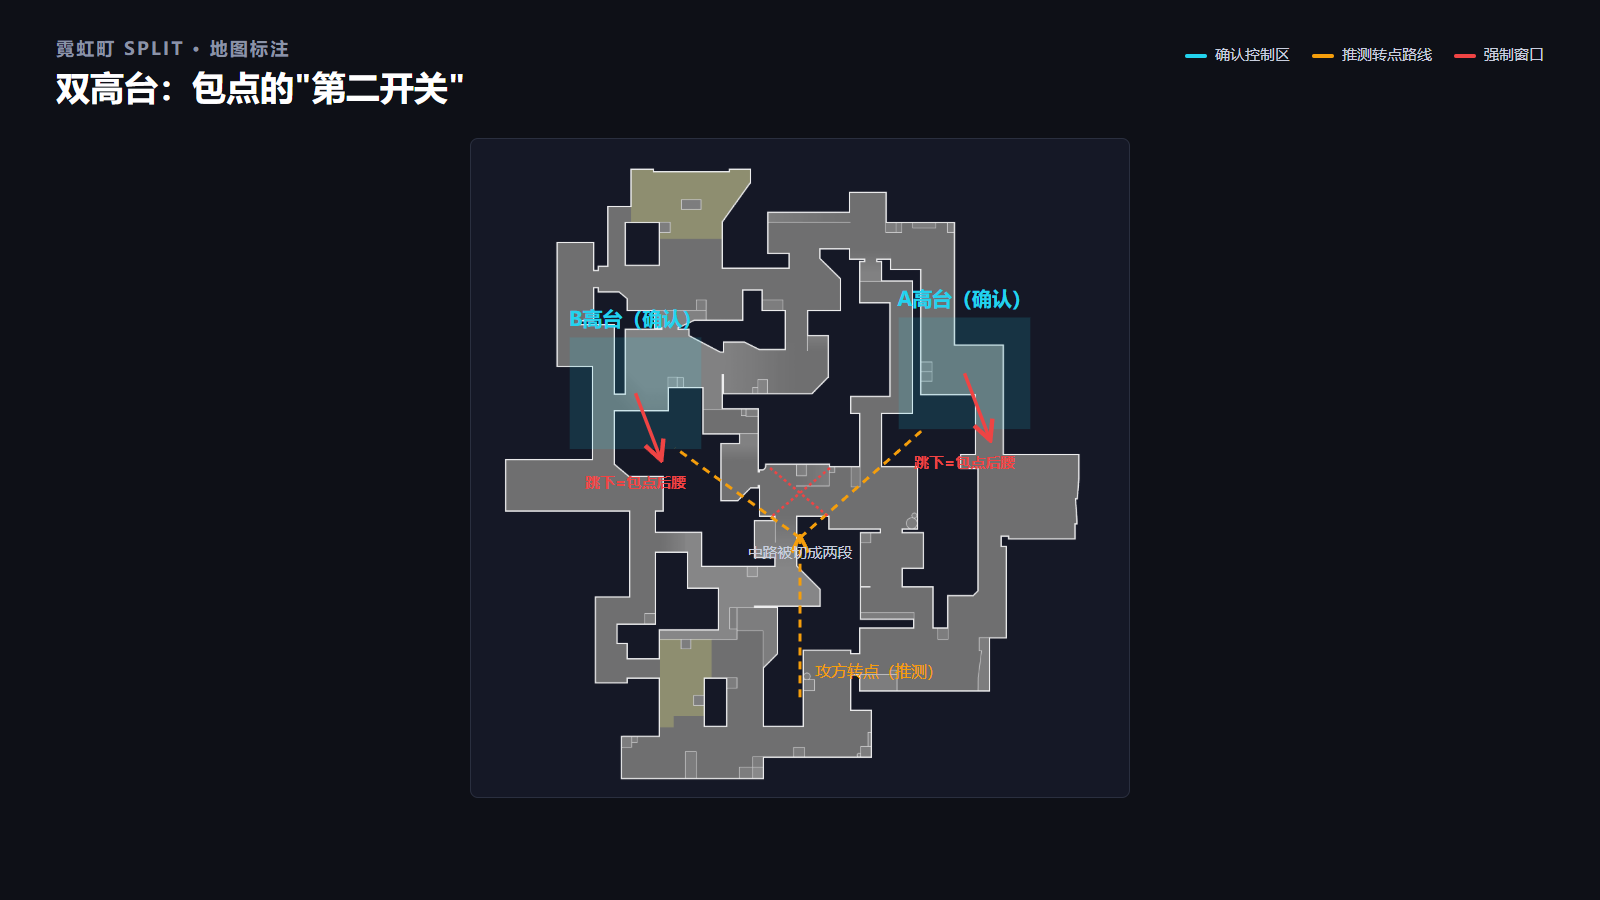 霓虹町 SPLIT · 地图标注
双高台：包点的"第二开关"
确认控制区
推测转点路线
强制窗口
A高台（确认）
B高台（确认）
跳下=包点后腰
跳下=包点后腰
中路被切成两段
攻方转点（推测）